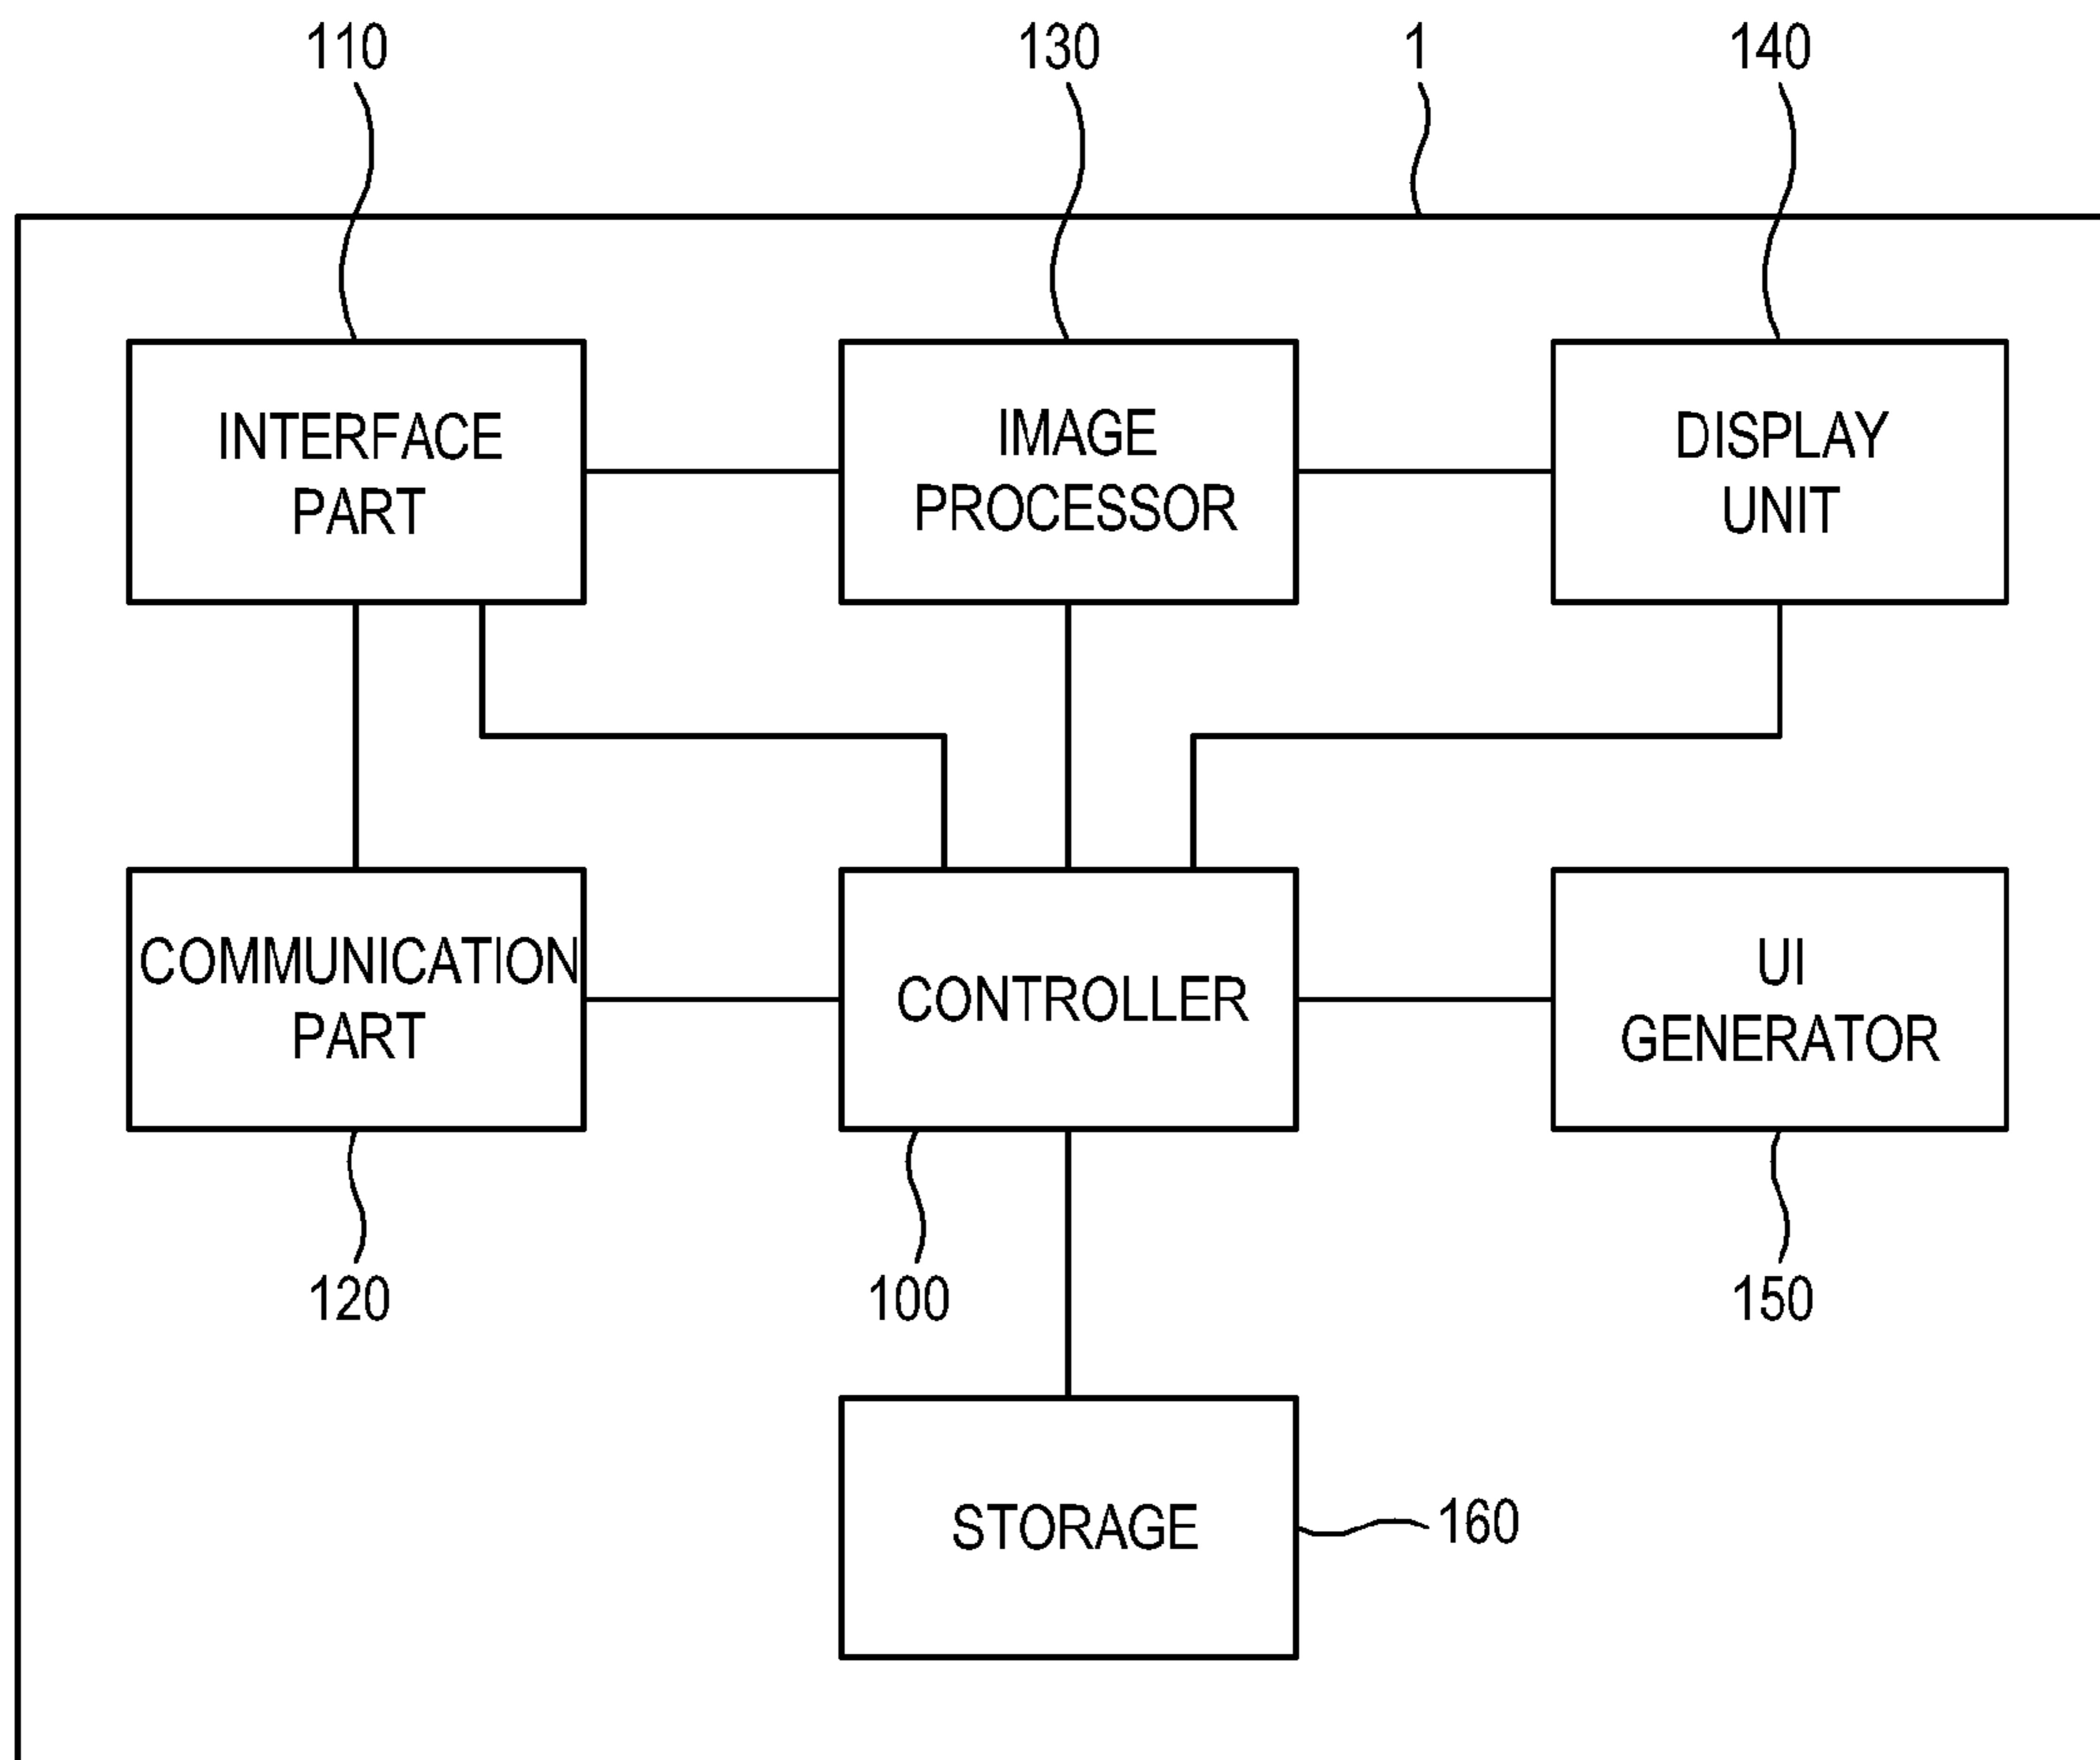 110
130
1
140
INTERFACE
PART
IMAGE
PROCESSOR
DISPLAY
UNIT
COMMUNICATION
PART
CONTROLLER
UI
GENERATOR
120
100
150
STORAGE
160